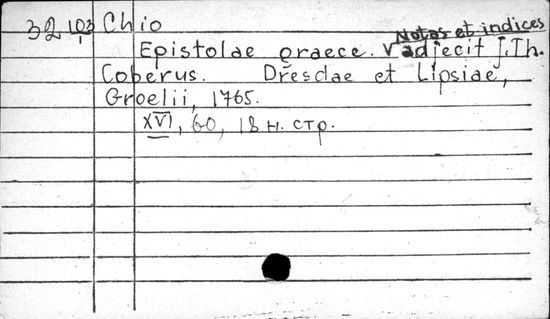 32 103 Chio
Notas et indices
Epistolae graece. V adjecit J. Th.
Coberus. Dresdae et Lipsiae,
Groelii, 1765.
XVI, 60, 18 н. стр.